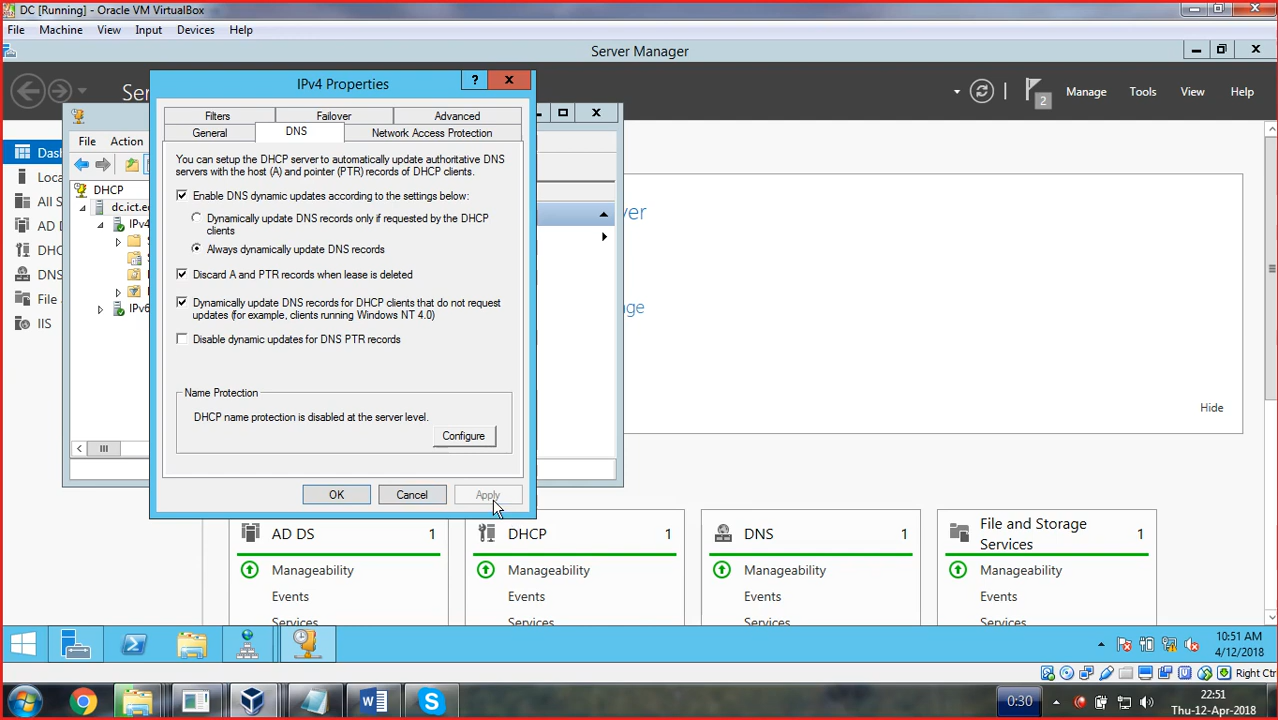 DC [Running] - Oracle VM VirtualBox
File Machine View Input Devices Help
Server Manager
IPv4 Properties
?
Manage Tools View Help
2
Filters Failover Advanced
General DNS Network Access Protection
File Action
You can setup the DHCP server to automatically update authoritative DNS
servers with the host (A) and pointer (PTR) records of DHCP clients.
DHCP
dc.ict.e
IPv4
IPv6
Enable DNS dynamic updates according to the settings below:
Dynamically update DNS records only if requested by the DHCP
clients
Always dynamically update DNS records
Discard A and PTR records when lease is deleted
Dynamically update DNS records for DHCP clients that do not request
updates (for example, clients running Windows NT 4.0)
Disable dynamic updates for DNS PTR records
Name Protection
DHCP name protection is disabled at the server level.
Configure
OK Cancel Apply
Das
Loca
All S
AD D
DHC
DNS
File
IIS
ver
ge
Hide
AD DS 1
Manageability
Events
Services
DHCP 1
Manageability
Events
Services
DNS 1
Manageability
Events
Services
File and Storage
Services 1
Manageability
Events
Services
10:51 AM
4/12/2018
Right Ctr
0:30
22:51
Thu-12-Apr-2018